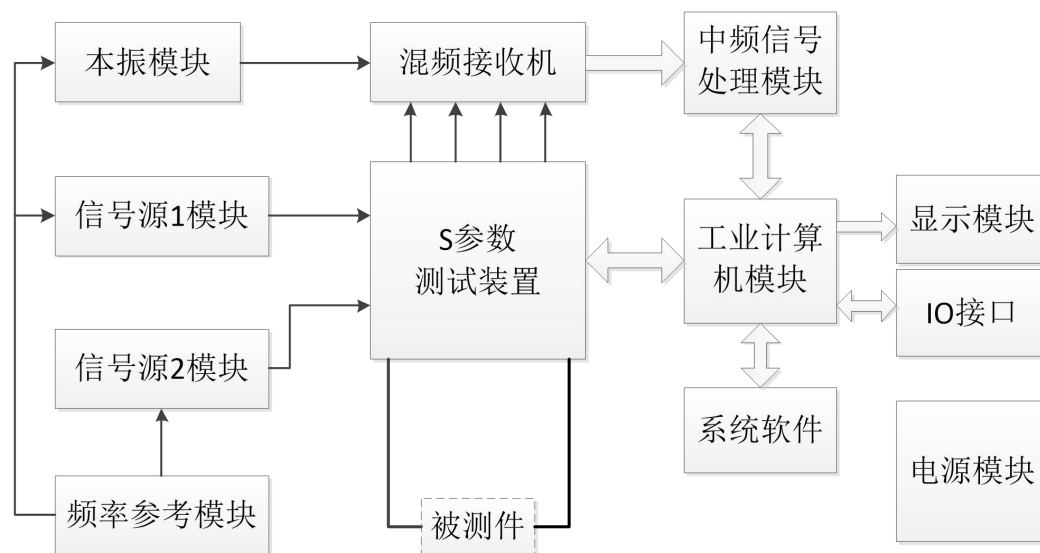 本振模块
混频接收机
中频信号
处理模块
信号源1模块
S参数
测试装置
工业计算
机模块
显示模块
IO接口
信号源2模块
系统软件
电源模块
频率参考模块
被测件